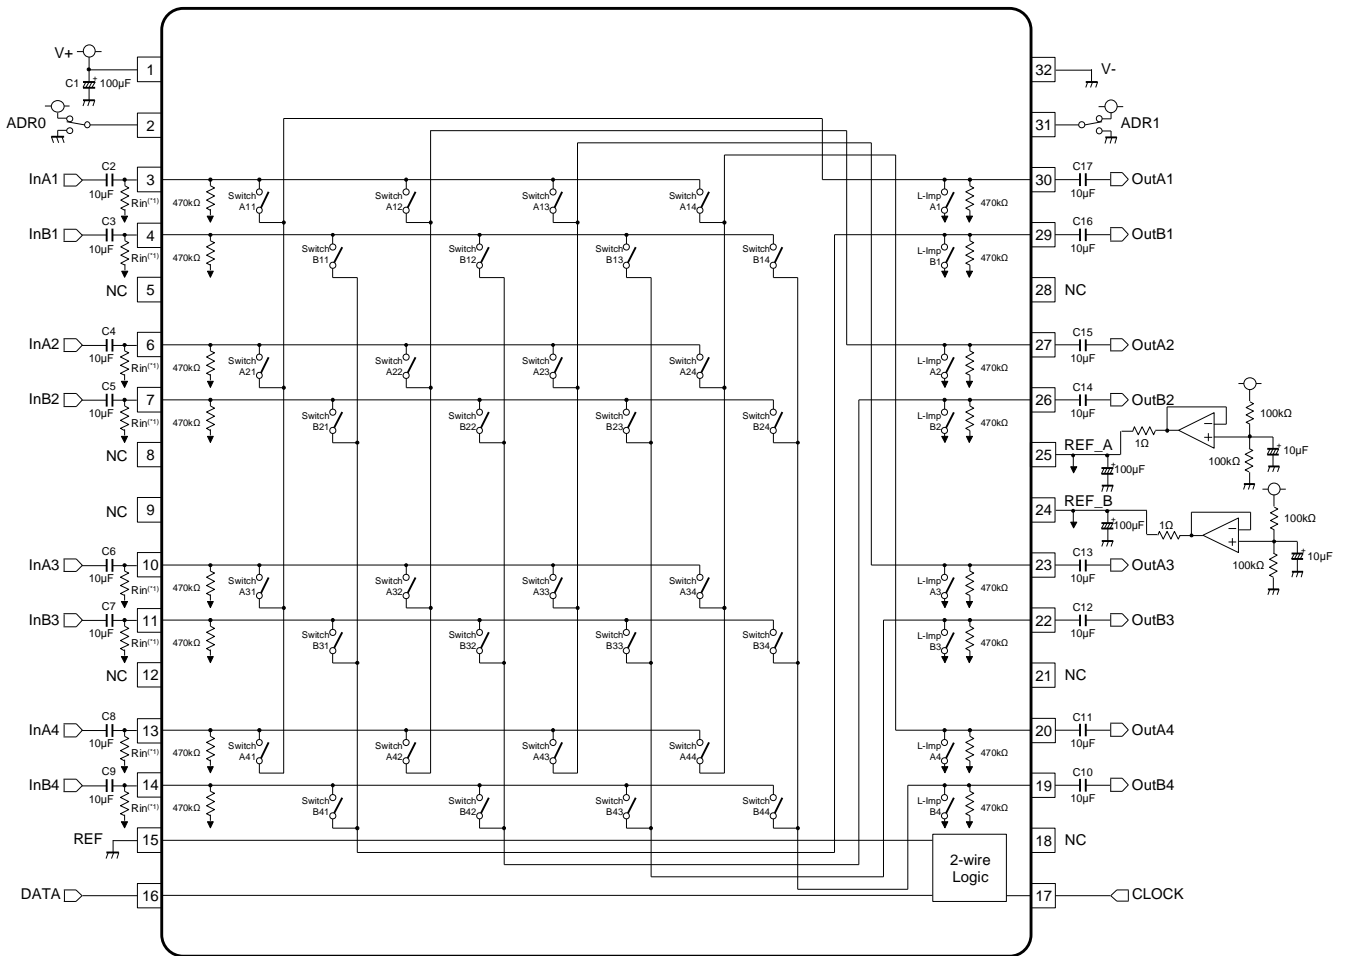 V+
C1
100µF
1
32
V-
ADR0
2
31
ADR1
InA1
C2
10µF
Rin(*1)
3
470kΩ
Switch
A11
Switch
A12
Switch
A13
Switch
A14
L-Imp
A1
470kΩ
30
C17
10µF
OutA1
InB1
C3
10µF
Rin(*1)
4
470kΩ
Switch
B11
Switch
B12
Switch
B13
Switch
B14
L-Imp
B1
470kΩ
29
C16
10µF
OutB1
NC
5
28
NC
InA2
C4
10µF
Rin(*1)
6
470kΩ
Switch
A21
Switch
A22
Switch
A23
Switch
A24
L-Imp
A2
470kΩ
27
C15
10µF
OutA2
InB2
C5
10µF
Rin(*1)
7
470kΩ
Switch
B21
Switch
B22
Switch
B23
Switch
B24
L-Imp
B2
470kΩ
26
C14
10µF
OutB2
NC
8
25
REF_A
100µF
1Ω
100kΩ
100kΩ
10µF
NC
9
24
REF_B
100µF
1Ω
100kΩ
100kΩ
10µF
InA3
C6
10µF
Rin(*1)
10
470kΩ
Switch
A31
Switch
A32
Switch
A33
Switch
A34
L-Imp
A3
470kΩ
23
C13
10µF
OutA3
InB3
C7
10µF
Rin(*1)
11
470kΩ
Switch
B31
Switch
B32
Switch
B33
Switch
B34
L-Imp
B3
470kΩ
22
C12
10µF
OutB3
NC
12
21
NC
InA4
C8
10µF
Rin(*1)
13
470kΩ
Switch
A41
Switch
A42
Switch
A43
Switch
A44
L-Imp
A4
470kΩ
20
C11
10µF
OutA4
InB4
C9
10µF
Rin(*1)
14
470kΩ
Switch
B41
Switch
B42
Switch
B43
Switch
B44
L-Imp
B4
470kΩ
19
C10
10µF
OutB4
REF
15
18
NC
2-wire
Logic
DATA
16
17
CLOCK